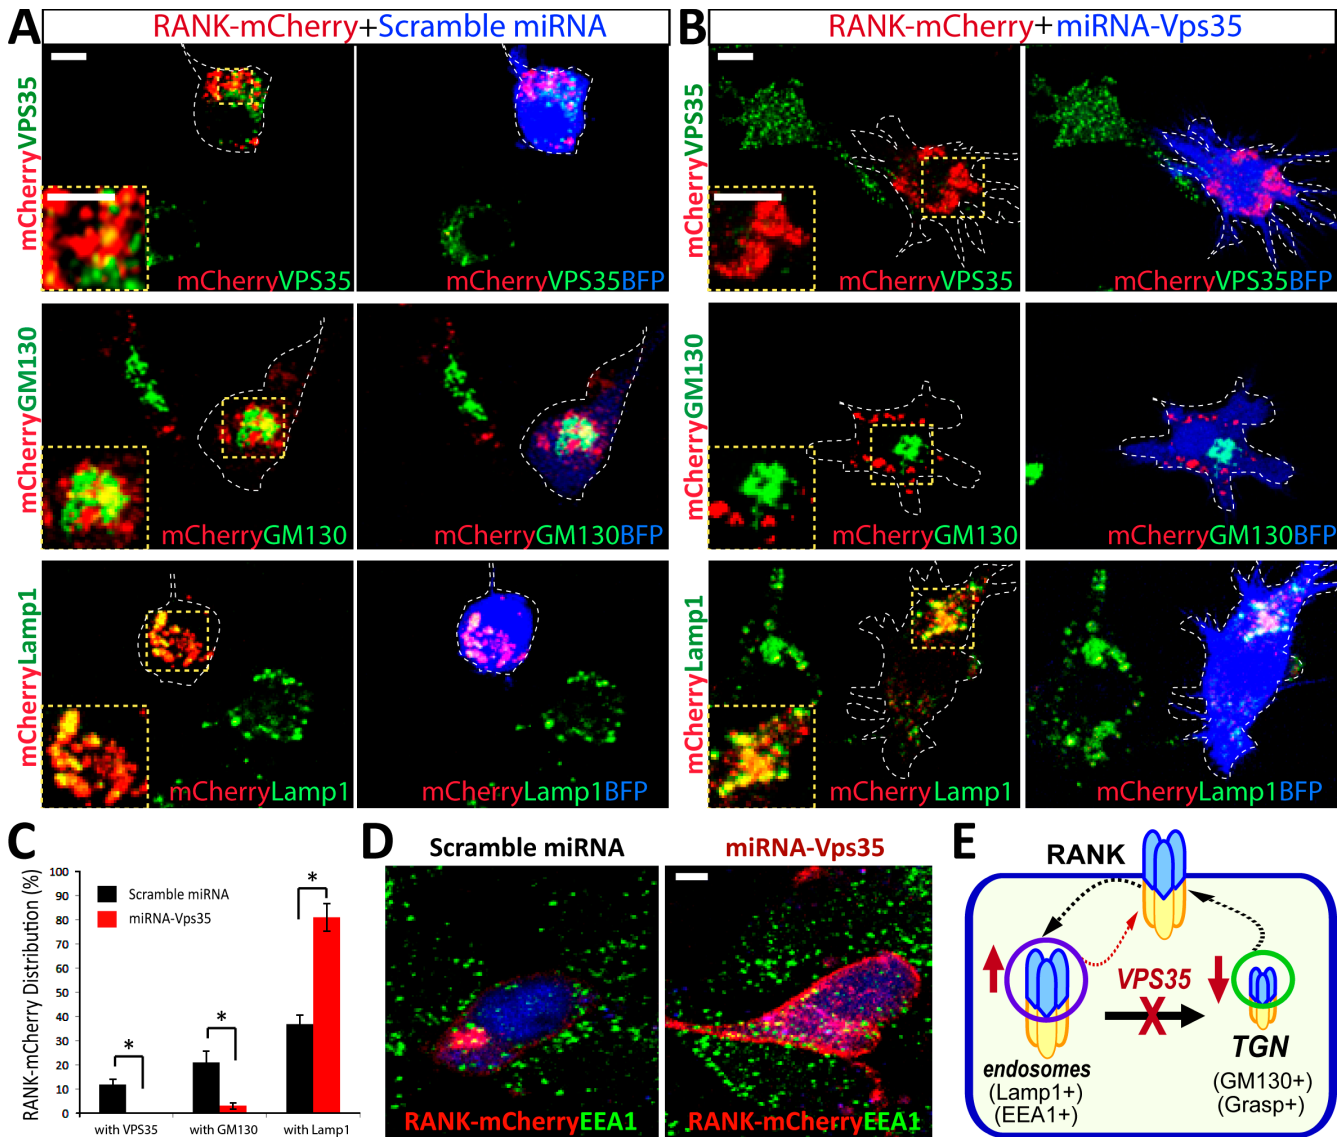 A
RANK-mCherry+Scramble miRNA
mCherryVPS35
mCherryVPS35
mCherryVPS35BFP
mCherryGM130
mCherryGM130
mCherryGM130BFP
mCherryLamp1
mCherryLamp1
mCherryLamp1BFP
B
RANK-mCherry+miRNA-Vps35
mCherryVPS35
mCherryVPS35
mCherryVPS35BFP
mCherryGM130
mCherryGM130
mCherryGM130BFP
mCherryLamp1
mCherryLamp1
mCherryLamp1BFP
C
RANK-mCherry Distribution (%)
100
90
80
70
60
50
40
30
20
10
0
Scramble miRNA
miRNA-Vps35
*
*
*
with VPS35
with GM130
with Lamp1
D
Scramble miRNA
miRNA-Vps35
RANK-mCherryEEA1
RANK-mCherryEEA1
E
RANK
VPS35
X
endosomes
(Lamp1+)
(EEA1+)
TGN
(GM130+)
(Grasp+)